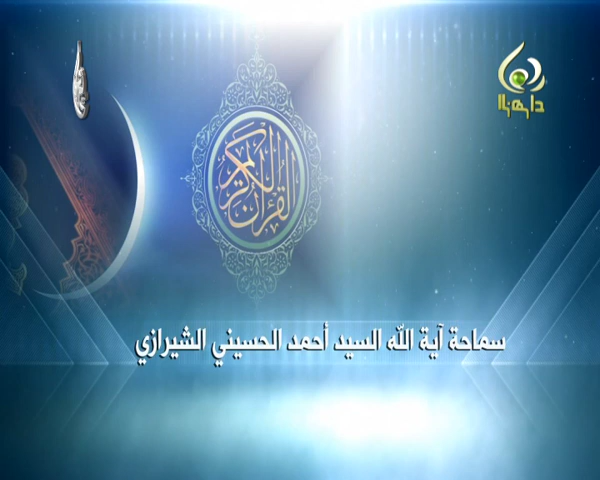 القرآن الكريم
سماحة آية الله السيد أحمد الحسيني الشيرازي